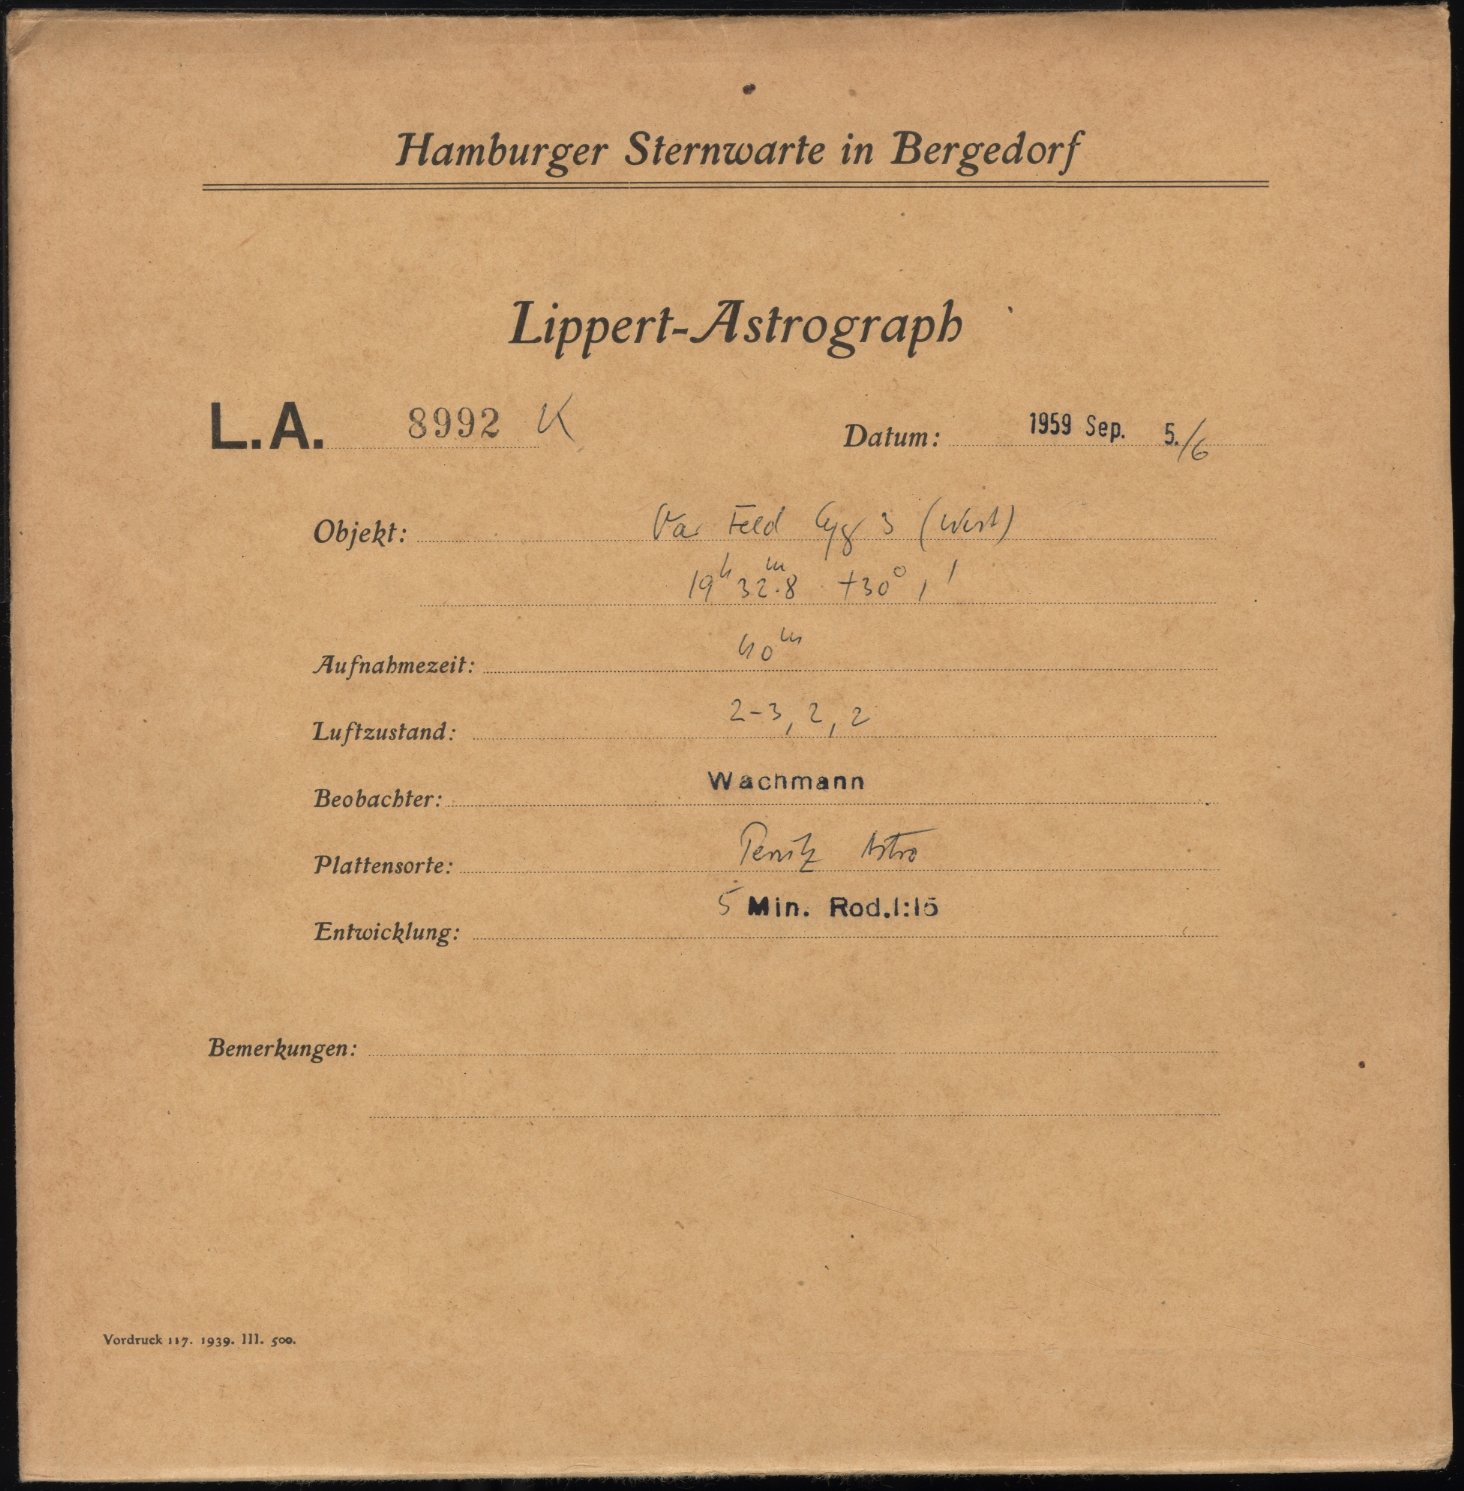 Hamburger Sternwarte in Bergedorf
Lippert-Astrograph
L.A. 8992 K Datum: 1959 Sep. 5./6
Objekt: Var Feld Cyg 3 (West)
19h 32m.8 +30° 1'
Aufnahmezeit: 40m
Luftzustand: 2-3, 2, 2
Beobachter: Wachmann
Plattensorte: Perutz Astro
Entwicklung: 5 Min. Rod.1:15
Bemerkungen:
Vordruck 117. 1939. III. 500.